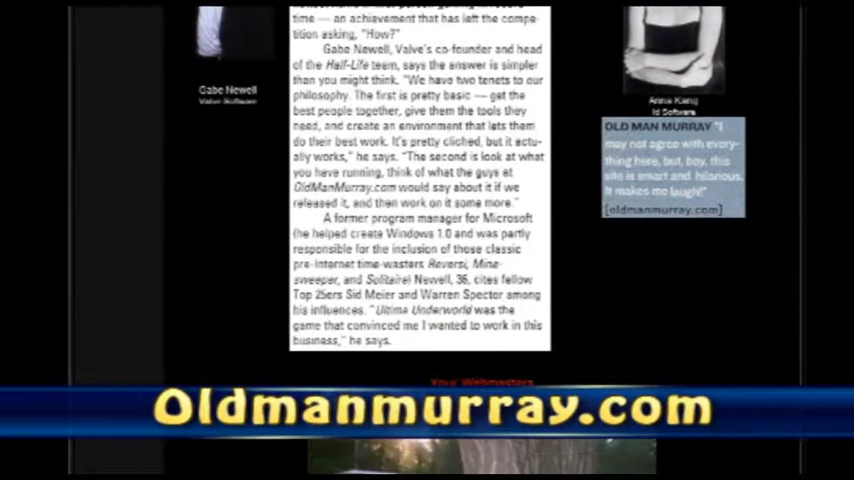 time — an achievement that has left the compe-
tition asking, "How?"
Gabe Newell, Valve's co-founder and head
of the Half-Life team, says the answer is simpler
than you might think. "We have two tenets to our
philosophy. The first is pretty basic — get the
best people together, give them the tools they
need, and create an environment that lets them
do their best work. It's pretty cliched, but it actu-
ally works," he says. "The second is look at what
you have running, think of what the guys at
OldManMurray.com would say about it if we
released it, and then work on it some more."
A former program manager for Microsoft
(he helped create Windows 1.0 and was partly
responsible for the inclusion of those classic
pre-Internet time-wasters Reversi, Mine-
sweeper, and Solitaire) Newell, 36, cites fellow
Top 25ers Sid Meier and Warren Spector among
his influences. "Ultima Underworld was the
game that convinced me I wanted to work in this
business," he says.
Gabe Newell
Valve Software
Anna Kang
Id Software
OLD MAN MURRAY "I
may not agree with every-
thing here, but, boy, this
site is smart and hilarious.
It makes me laugh!"
[oldmanmurray.com]
Your Webmasters
Oldmanmurray.com